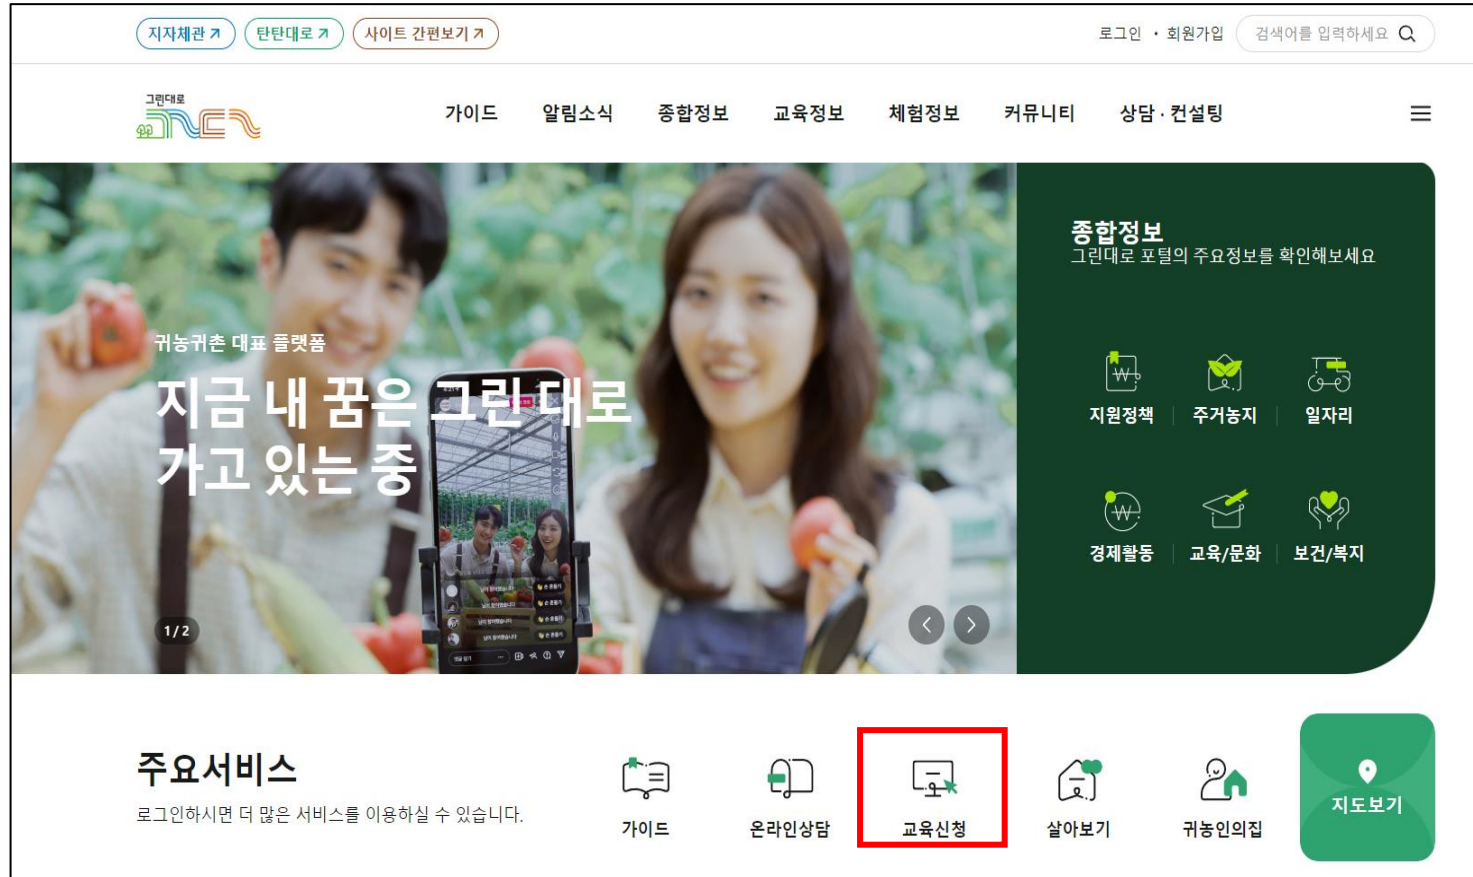 지자체관
탄탄대로
사이트 간편보기
로그인 · 회원가입
검색어를 입력하세요
그린대로
가이드 알림소식 종합정보 교육정보 체험정보 커뮤니티 상담 · 컨설팅
귀농귀촌 대표 플랫폼
지금 내 꿈은 그린 대로
가고 있는 중
1 / 2
종합정보
그린대로 포털의 주요정보를 확인해보세요
지원정책 주거농지 일자리
경제활동 교육/문화 보건/복지
주요서비스
로그인하시면 더 많은 서비스를 이용하실 수 있습니다.
가이드 온라인상담 교육신청 살아보기 귀농인의집 지도보기